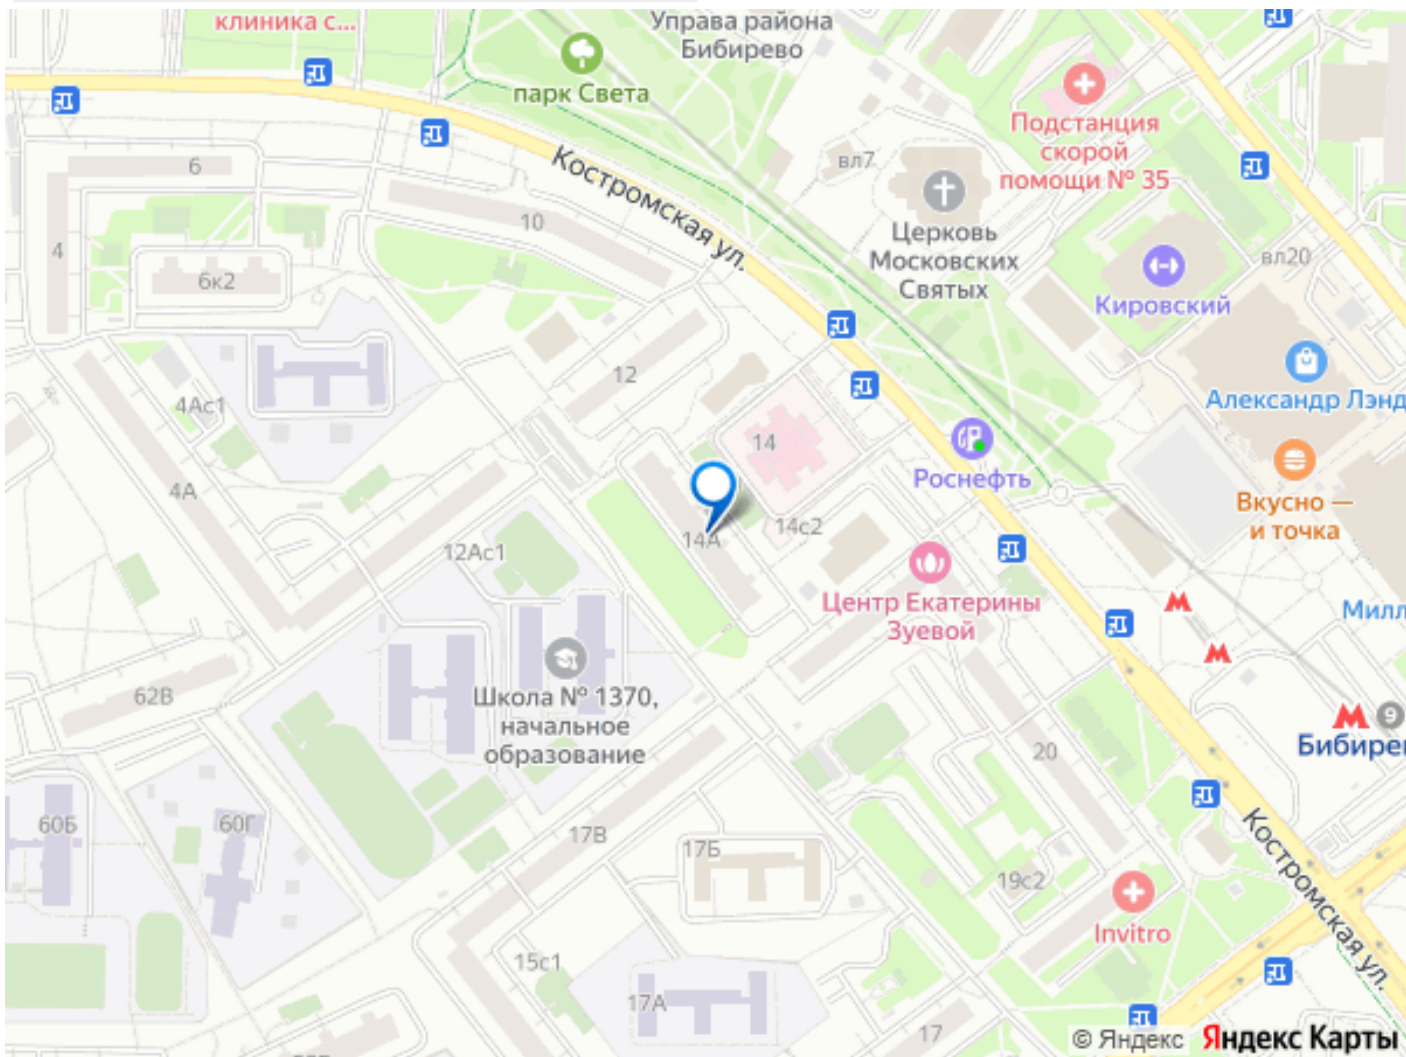 клиника с...
Управа района
Бибирево
парк Света
Подстанция
скорой
помощи № 35
вл7
6
Костромская ул.
10
Церковь
Московских
Святых
4
6к2
вл20
Кировский
12
4Ас1
Александр Лэнд
14
Роснефть
4А
Вкусно —
и точка
14с2
14А
12Ас1
Центр Екатерины
Зуевой
Милл
62В
Школа № 1370,
начальное
образование
9
Бибирев
20
60Б
60Г
17В
17Б
Костромская ул.
19с2
Invitro
15с1
17А
17
© Яндекс Яндекс Карты